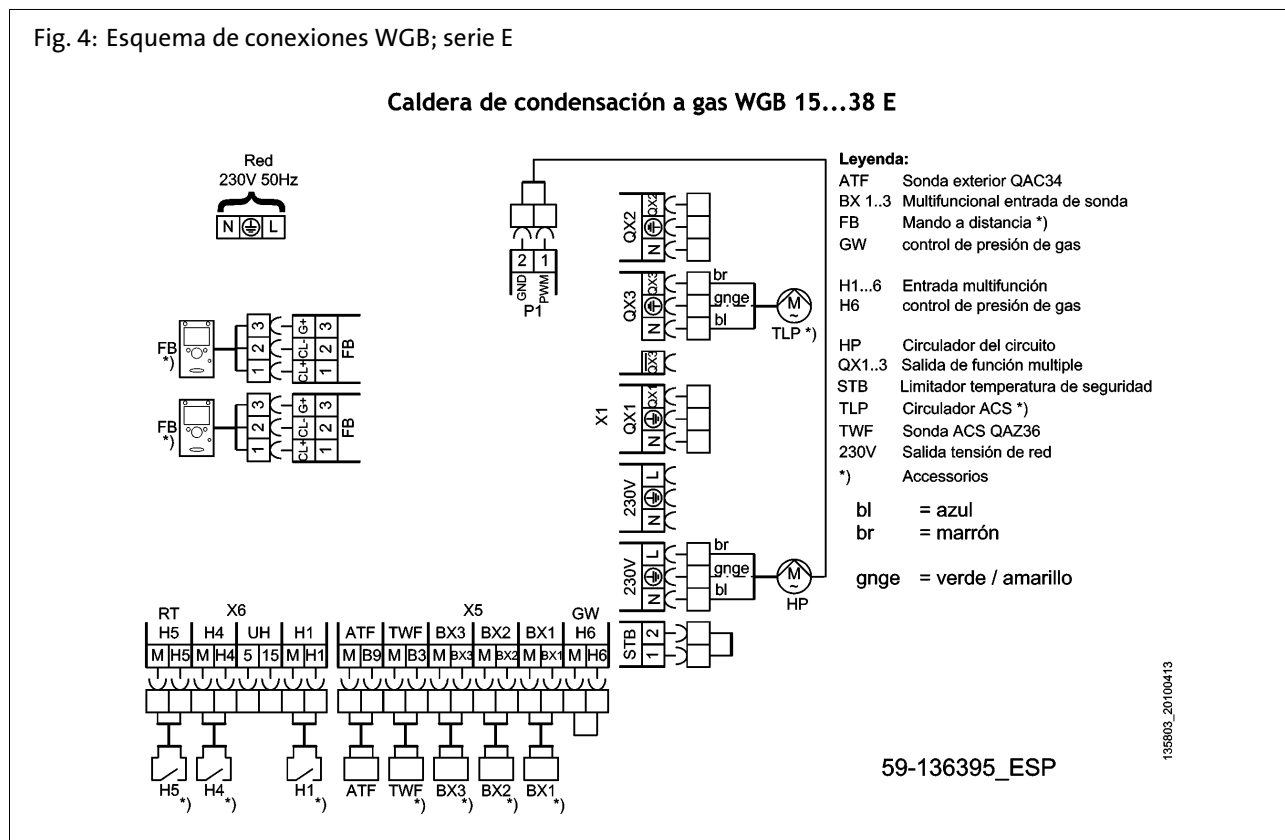 Fig. 4: Esquema de conexiones WGB; serie E
Caldera de condensación a gas WGB 15...38 E
Red
230V 50Hz
N L
2 1
GND PWM
P1
QX2
QX2
N
QX3
QX3
N
br
gnge
bl
M
~
TLP *)
QX3
X1
QX1
QX1
N
230V
L
N
230V
L
N
br
gnge
bl
M
~
HP
STB
2
1
FB
*)
3 G+ 3
2 CL- 2
1 CL+ 1
FB
FB
*)
3 G+ 3
2 CL- 2
1 CL+ 1
FB
Leyenda:
ATF Sonda exterior QAC34
BX 1..3 Multifuncional entrada de sonda
FB Mando a distancia *)
GW control de presión de gas
H1...6 Entrada multifunción
H6 control de presión de gas
HP Circulador del circuito
QX1..3 Salida de función multiple
STB Limitador temperatura de seguridad
TLP Circulador ACS *)
TWF Sonda ACS QAZ36
230V Salida tensión de red
*) Accessorios
bl = azul
br = marrón
gnge = verde / amarillo
RT X6 X5 GW
H5 H4 UH H1 ATF TWF BX3 BX2 BX1 H6
M H5 M H4 5 15 M H1 M B9 M B3 M BX3 M BX2 M BX1 M H6
H5 *) H4 *) H1 *) ATF TWF *) BX3 *) BX2 *) BX1 *)
59-136395_ESP
135803_20100413